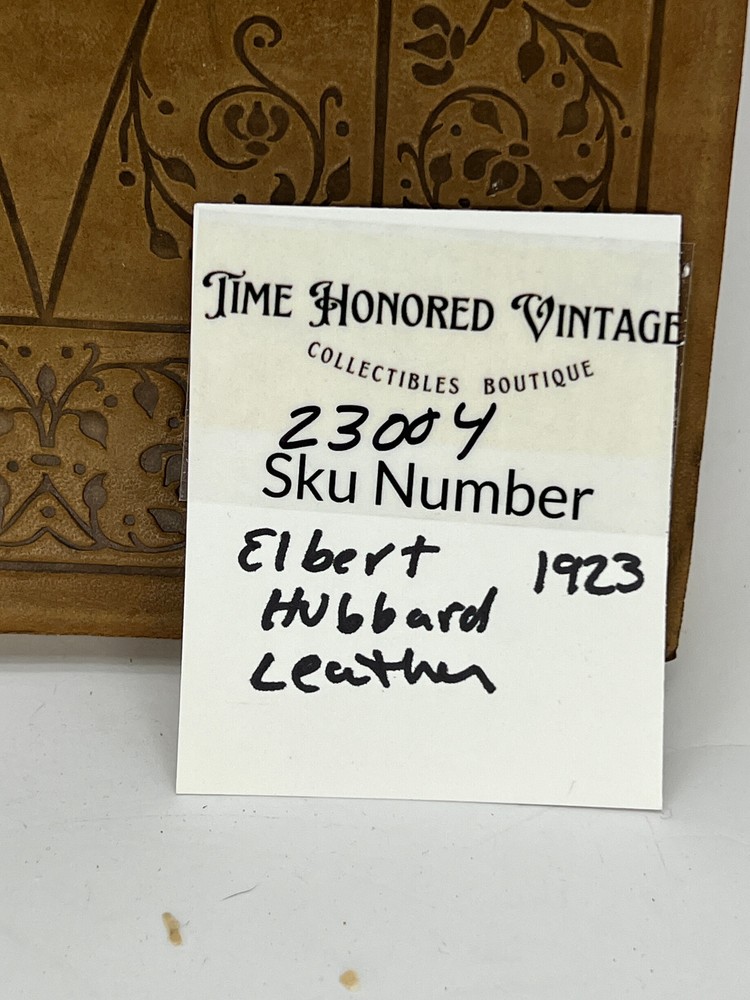 Time Honored Vintage
COLLECTIBLES BOUTIQUE
23004
Sku Number
Elbert 1923
Hubbard
Leather